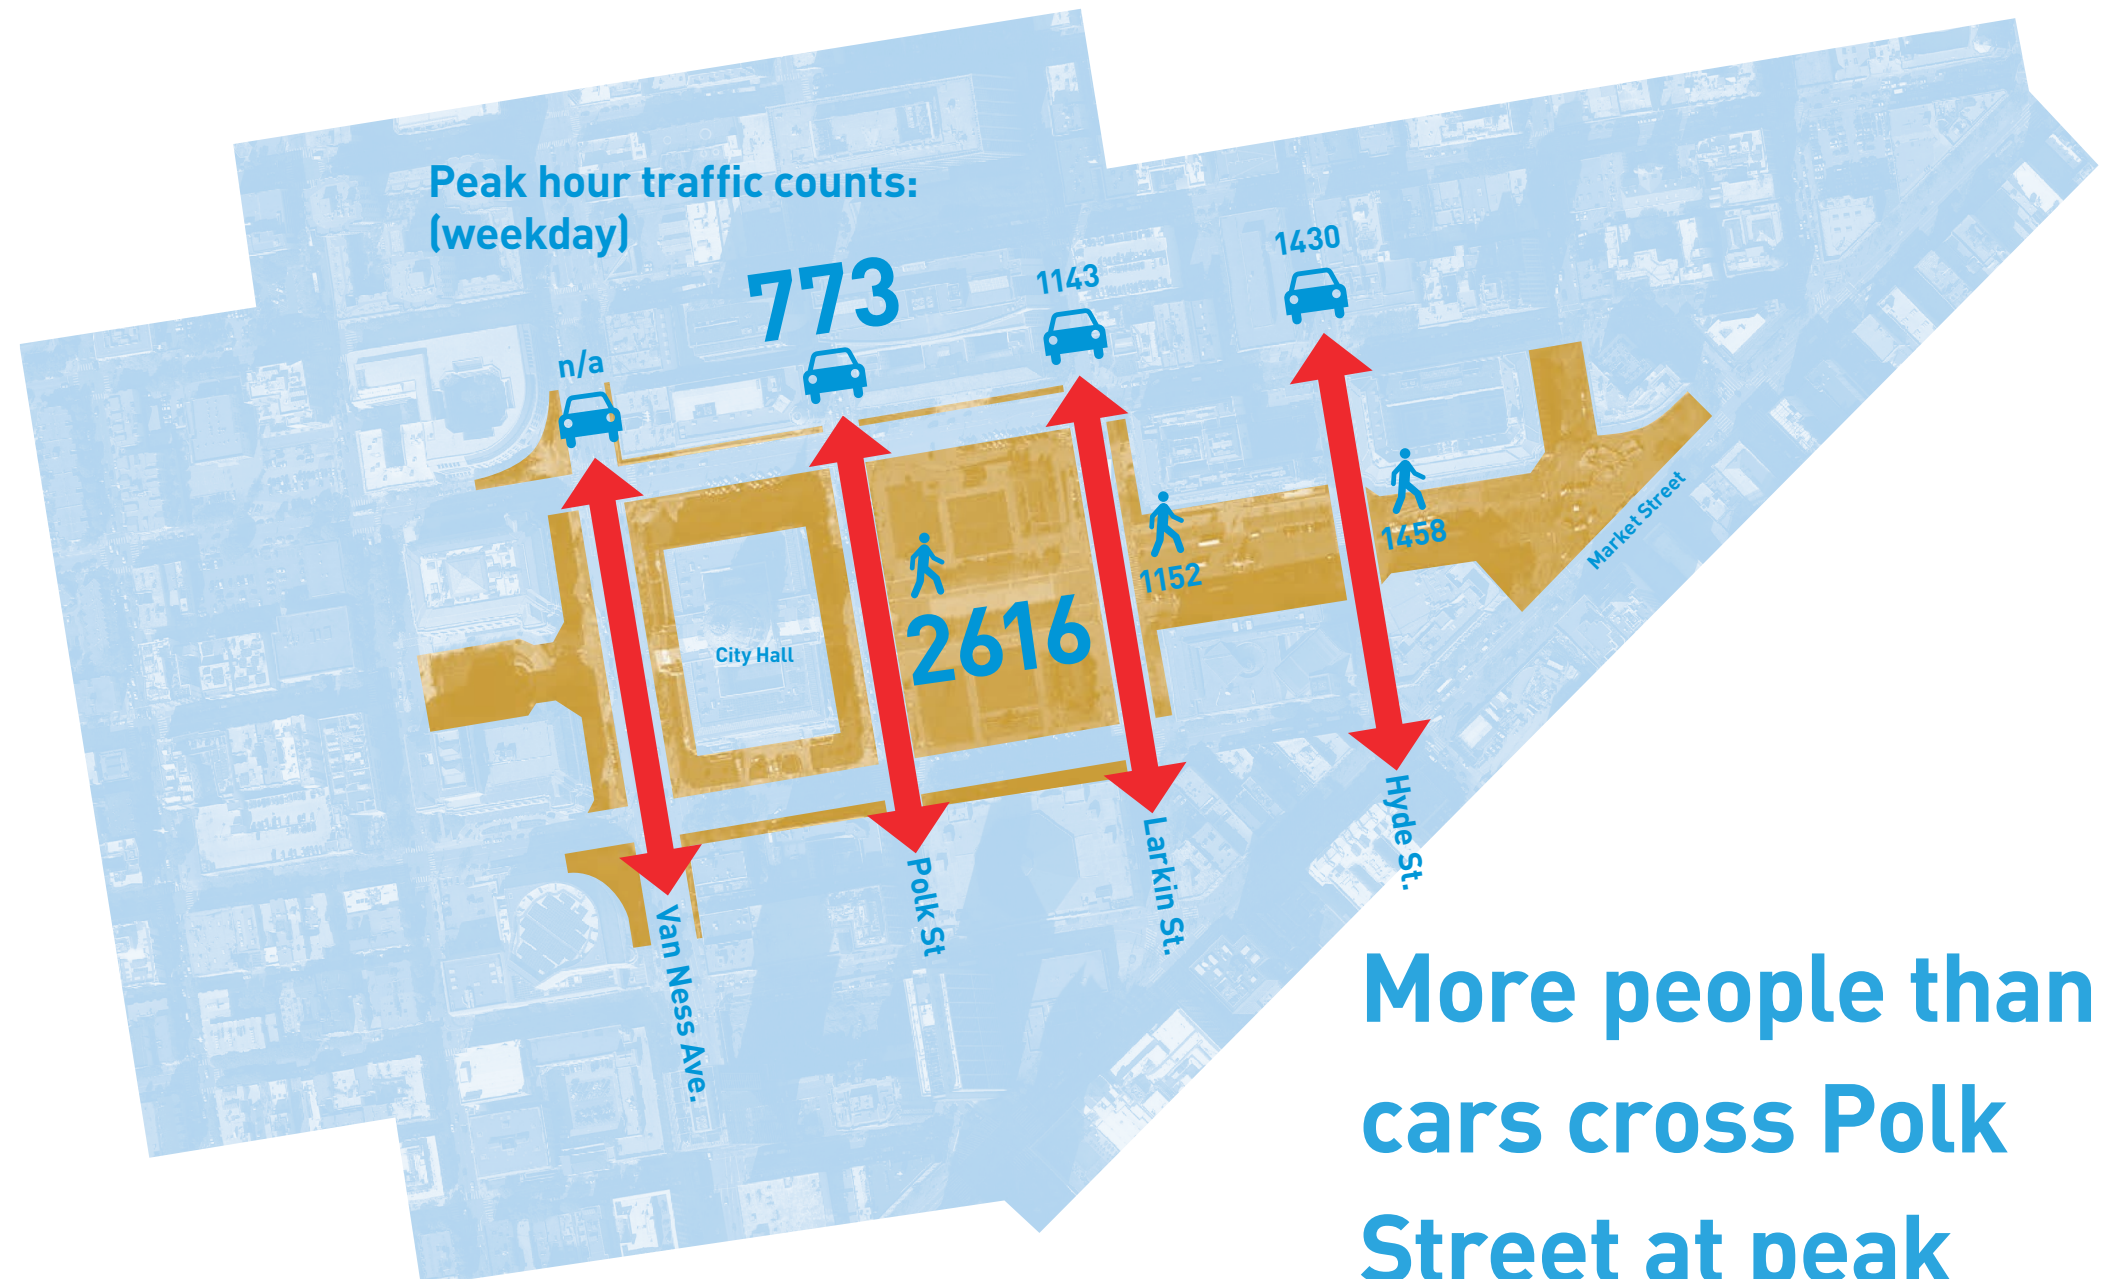 Peak hour traffic counts:
(weekday)
n/a
773
1143
1430
2616
1152
1458
City Hall
Market Street
Van Ness Ave.
Polk St
Larkin St.
Hyde St.
More people than
cars cross Polk
Street at peak